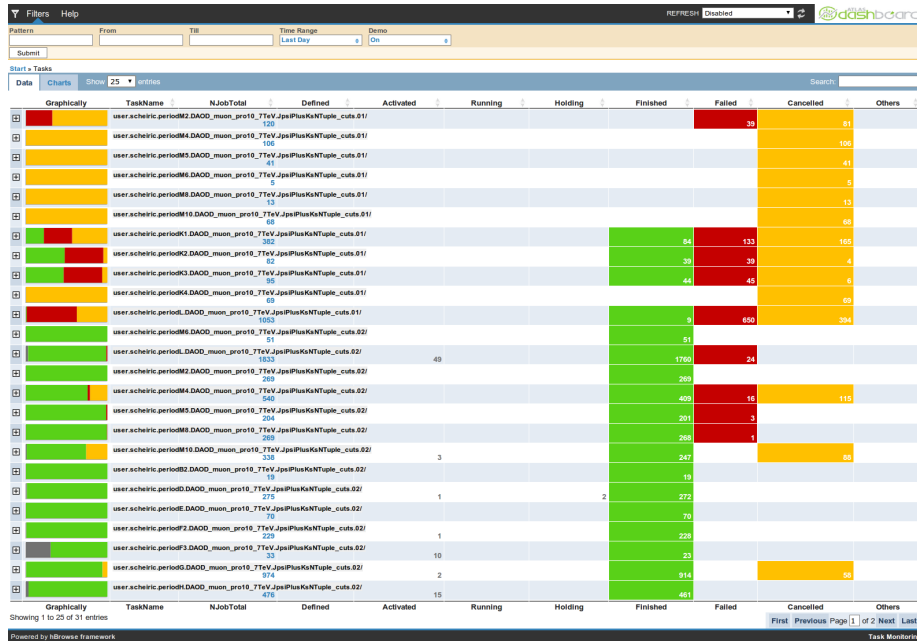 Filters Help REFRESH Disabled ATLAS dashboard
Pattern From Till Time Range Demo
Last Day On
Submit
Start » Tasks
Data Charts Show 25 entries Search:
Graphically TaskName NJobTotal Defined Activated Running Holding Finished Failed Cancelled Others
user.scheiric.periodM2.DAOD_muon_pro10_7TeV.JpsiPlusKsNTuple_cuts.01/
120 39 81
user.scheiric.periodM4.DAOD_muon_pro10_7TeV.JpsiPlusKsNTuple_cuts.01/
106 106
user.scheiric.periodM5.DAOD_muon_pro10_7TeV.JpsiPlusKsNTuple_cuts.01/
41 41
user.scheiric.periodM6.DAOD_muon_pro10_7TeV.JpsiPlusKsNTuple_cuts.01/
5 5
user.scheiric.periodM8.DAOD_muon_pro10_7TeV.JpsiPlusKsNTuple_cuts.01/
13 13
user.scheiric.periodM10.DAOD_muon_pro10_7TeV.JpsiPlusKsNTuple_cuts.01/
68 68
user.scheiric.periodK1.DAOD_muon_pro10_7TeV.JpsiPlusKsNTuple_cuts.01/
382 84 133 165
user.scheiric.periodK2.DAOD_muon_pro10_7TeV.JpsiPlusKsNTuple_cuts.01/
82 39 39 4
user.scheiric.periodK3.DAOD_muon_pro10_7TeV.JpsiPlusKsNTuple_cuts.01/
95 44 45 6
user.scheiric.periodK4.DAOD_muon_pro10_7TeV.JpsiPlusKsNTuple_cuts.01/
69 69
user.scheiric.periodL.DAOD_muon_pro10_7TeV.JpsiPlusKsNTuple_cuts.01/
1053 9 650 394
user.scheiric.periodM6.DAOD_muon_pro10_7TeV.JpsiPlusKsNTuple_cuts.02/
51 51
user.scheiric.periodL.DAOD_muon_pro10_7TeV.JpsiPlusKsNTuple_cuts.02/
1833 49 1760 24
user.scheiric.periodM2.DAOD_muon_pro10_7TeV.JpsiPlusKsNTuple_cuts.02/
269 269
user.scheiric.periodM4.DAOD_muon_pro10_7TeV.JpsiPlusKsNTuple_cuts.02/
540 409 16 115
user.scheiric.periodM5.DAOD_muon_pro10_7TeV.JpsiPlusKsNTuple_cuts.02/
204 201 3
user.scheiric.periodM8.DAOD_muon_pro10_7TeV.JpsiPlusKsNTuple_cuts.02/
269 268 1
user.scheiric.periodM10.DAOD_muon_pro10_7TeV.JpsiPlusKsNTuple_cuts.02/
338 3 247 88
user.scheiric.periodB2.DAOD_muon_pro10_7TeV.JpsiPlusKsNTuple_cuts.02/
19 19
user.scheiric.periodD.DAOD_muon_pro10_7TeV.JpsiPlusKsNTuple_cuts.02/
275 1 2 272
user.scheiric.periodE.DAOD_muon_pro10_7TeV.JpsiPlusKsNTuple_cuts.02/
70 70
user.scheiric.periodF2.DAOD_muon_pro10_7TeV.JpsiPlusKsNTuple_cuts.02/
229 1 228
user.scheiric.periodF3.DAOD_muon_pro10_7TeV.JpsiPlusKsNTuple_cuts.02/
33 10 23
user.scheiric.periodG.DAOD_muon_pro10_7TeV.JpsiPlusKsNTuple_cuts.02/
974 2 914 58
user.scheiric.periodH.DAOD_muon_pro10_7TeV.JpsiPlusKsNTuple_cuts.02/
476 15 461
Graphically TaskName NJobTotal Defined Activated Running Holding Finished Failed Cancelled Others
Showing 1 to 25 of 31 entries First Previous Page 1 of 2 Next Last
Powered by hBrowse framework Task Monitorin